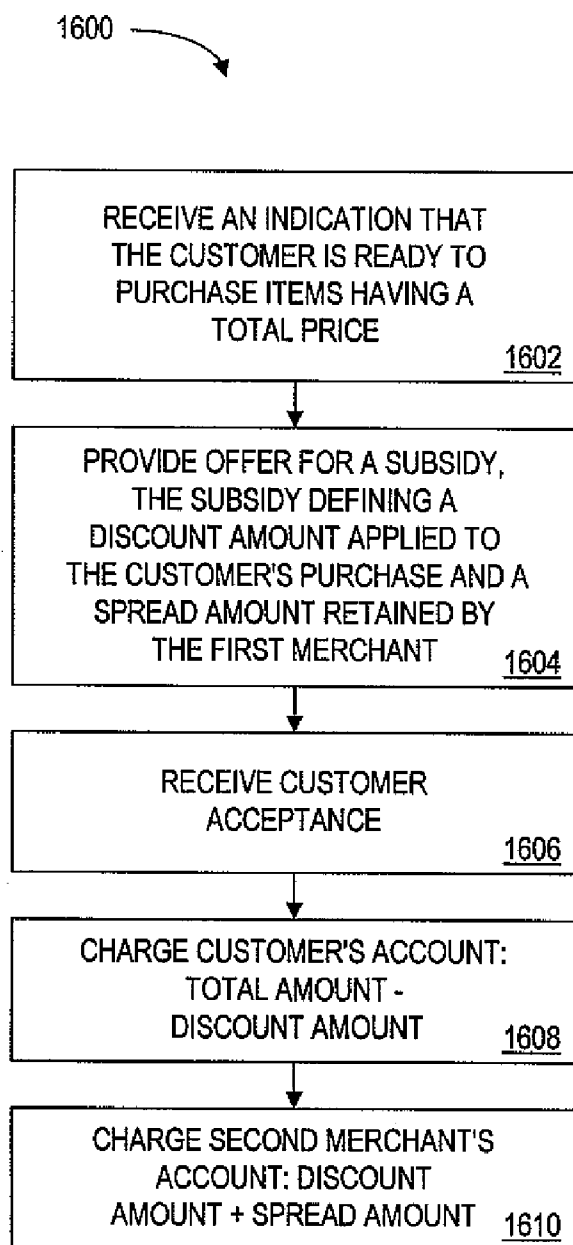 1600
RECEIVE AN INDICATION THAT
THE CUSTOMER IS READY TO
PURCHASE ITEMS HAVING A
TOTAL PRICE
1602
PROVIDE OFFER FOR A SUBSIDY,
THE SUBSIDY DEFINING A
DISCOUNT AMOUNT APPLIED TO
THE CUSTOMER'S PURCHASE AND A
SPREAD AMOUNT RETAINED BY
THE FIRST MERCHANT
1604
RECEIVE CUSTOMER
ACCEPTANCE
1606
CHARGE CUSTOMER'S ACCOUNT:
TOTAL AMOUNT -
DISCOUNT AMOUNT
1608
CHARGE SECOND MERCHANT'S
ACCOUNT: DISCOUNT
AMOUNT + SPREAD AMOUNT
1610